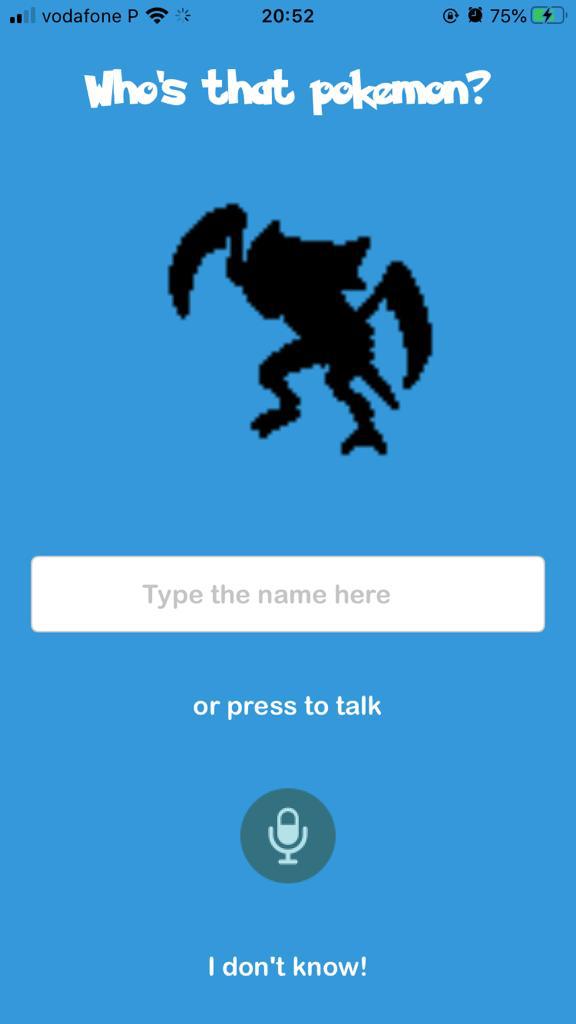 vodafone P 20:52 75%
Who's that pokemon?
Type the name here
or press to talk
I don't know!